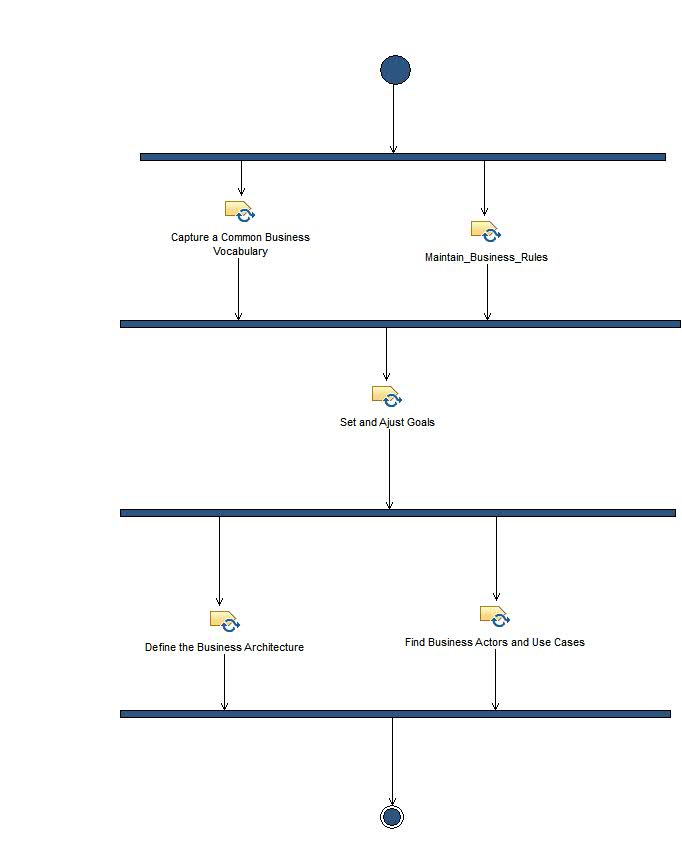 Capture a Common Business
Vocabulary
Maintain_Business_Rules
Set and Ajust Goals
Define the Business Architecture
Find Business Actors and Use Cases